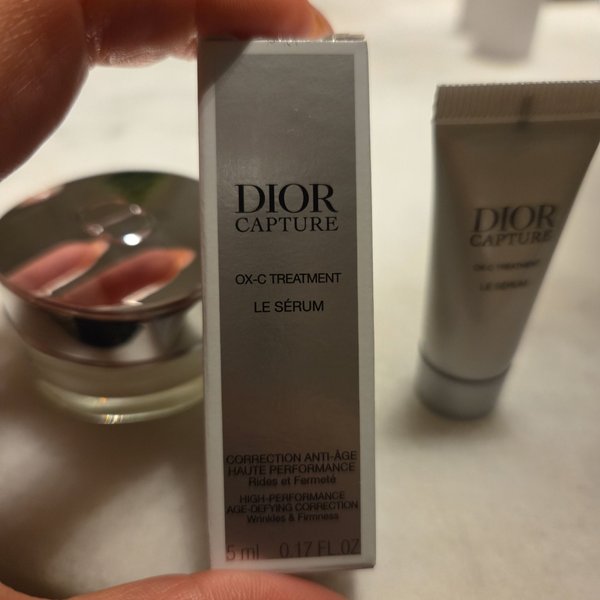 DIOR
CAPTURE
OX-C TREATMENT
LE SÉRUM
CORRECTION ANTI-ÂGE
HAUTE PERFORMANCE
Rides et Fermeté
HIGH-PERFORMANCE
AGE-DEFYING CORRECTION
Wrinkles & Firmness
5 ml 0.17 FL OZ
DIOR
CAPTURE
OX-C TREATMENT
LE SÉRUM